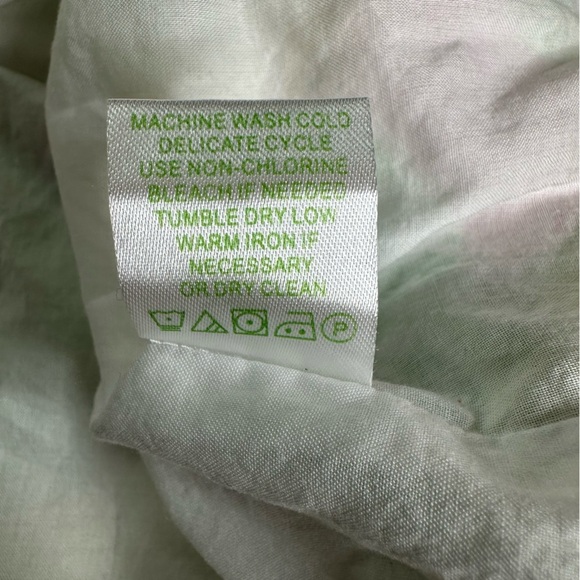 MACHINE WASH COLD
DELICATE CYCLE
USE NON-CHLORINE
BLEACH IF NEEDED
TUMBLE DRY LOW
WARM IRON IF
NECESSARY
OR DRY CLEAN
P